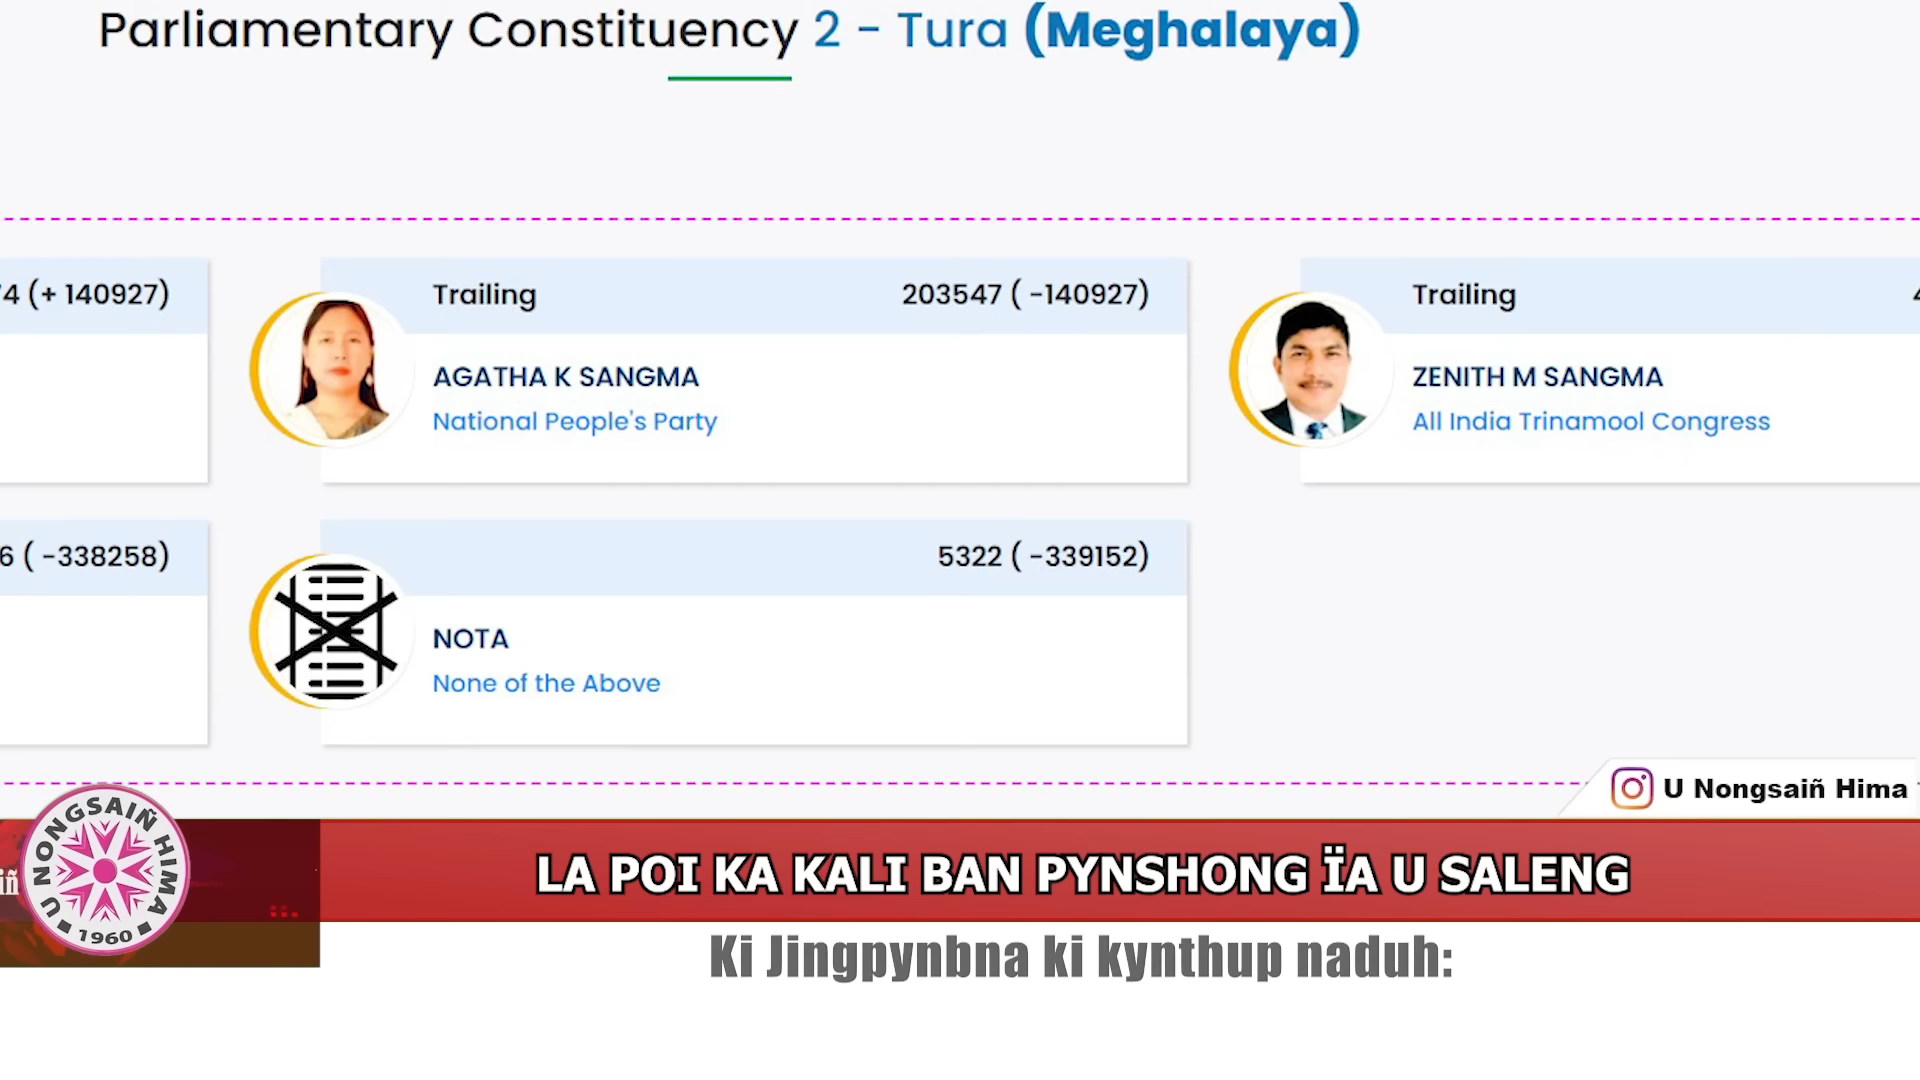 Parliamentary Constituency 2 - Tura (Meghalaya)
4 (+ 140927)
Trailing 203547 ( -140927)
Trailing
AGATHA K SANGMA
National People's Party
ZENITH M SANGMA
All India Trinamool Congress
6 ( -338258)
5322 ( -339152)
NOTA
None of the Above
U Nongsaiñ Hima
U NONGSAIÑ HIMA
1960
LA POI KA KALI BAN PYNSHONG ÏA U SALENG
Ki Jingpynbna ki kynthup naduh: